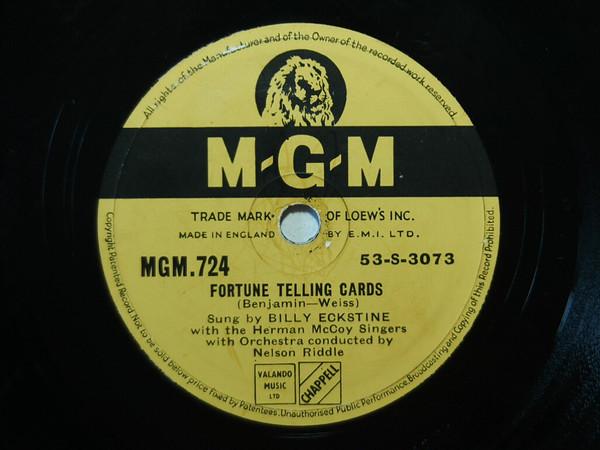 All rights of the Manufacturer and of the Owner of the recorded work reserved.
M-G-M
TRADE MARK OF LOEW'S INC.
MADE IN ENGLAND BY E.M.I. LTD.
MGM.724 53-S-3073
FORTUNE TELLING CARDS
(Benjamin—Weiss)
Sung by BILLY ECKSTINE
with the Herman McCoy Singers
with Orchestra conducted by
Nelson Riddle
VALANDO
MUSIC
LTD
CHAPPELL
Copyright Patented Record Not to be sold below price fixed by Patentees. Unauthorised Public Performance, Broadcasting and Copying of this Record Prohibited.